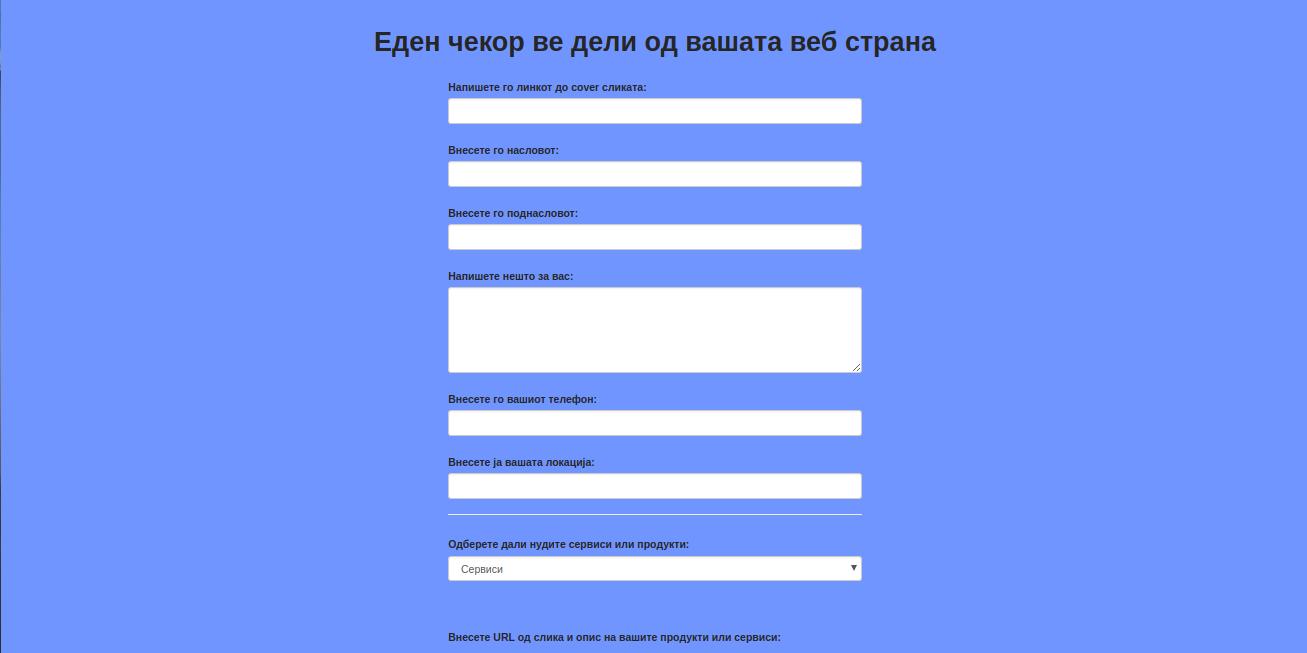 Еден чекор ве дели од вашата веб страна
Напишете го линкот до cover сликата:
Внесете го насловот:
Внесете го поднасловот:
Напишете нешто за вас:
Внесете го вашиот телефон:
Внесете ја вашата локација:
Одберете дали нудите сервиси или продукти:
Сервиси
Внесете URL од слика и опис на вашите продукти или сервиси: